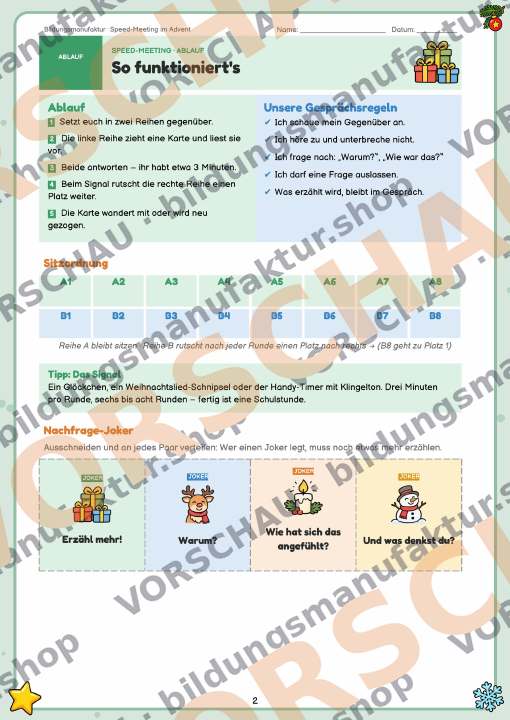 Bildungsmanufaktur · Speed-Meeting im Advent Name: Datum:
ABLAUF
SPEED-MEETING · ABLAUF
So funktioniert's
Ablauf
1 Setzt euch in zwei Reihen gegenüber.
2 Die linke Reihe zieht eine Karte und liest sie
vor.
3 Beide antworten – ihr habt etwa 3 Minuten.
4 Beim Signal rutscht die rechte Reihe einen
Platz weiter.
5 Die Karte wandert mit oder wird neu
gezogen.
Unsere Gesprächsregeln
✓ Ich schaue mein Gegenüber an.
✓ Ich höre zu und unterbreche nicht.
✓ Ich frage nach: „Warum?“, „Wie war das?“
✓ Ich darf eine Frage auslassen.
✓ Was erzählt wird, bleibt im Gespräch.
Sitzordnung
A1 A2 A3 A4 A5 A6 A7 A8
B1 B2 B3 B4 B5 B6 B7 B8
Reihe A bleibt sitzen · Reihe B rutscht nach jeder Runde einen Platz nach rechts → (B8 geht zu Platz 1)
Tipp: Das Signal
Ein Glöckchen, ein Weihnachtslied-Schnipsel oder der Handy-Timer mit Klingelton. Drei Minuten
pro Runde, sechs bis acht Runden – fertig ist eine Schulstunde.
Nachfrage-Joker
Ausschneiden und an jedes Paar verteilen: Wer einen Joker legt, muss noch etwas mehr erzählen.
JOKER JOKER JOKER JOKER
Erzähl mehr! Warum? Wie hat sich das Und was denkst du?
angefühlt?
2
VORSCHAU · bildungsmanufaktur.shop
VORSCHAU